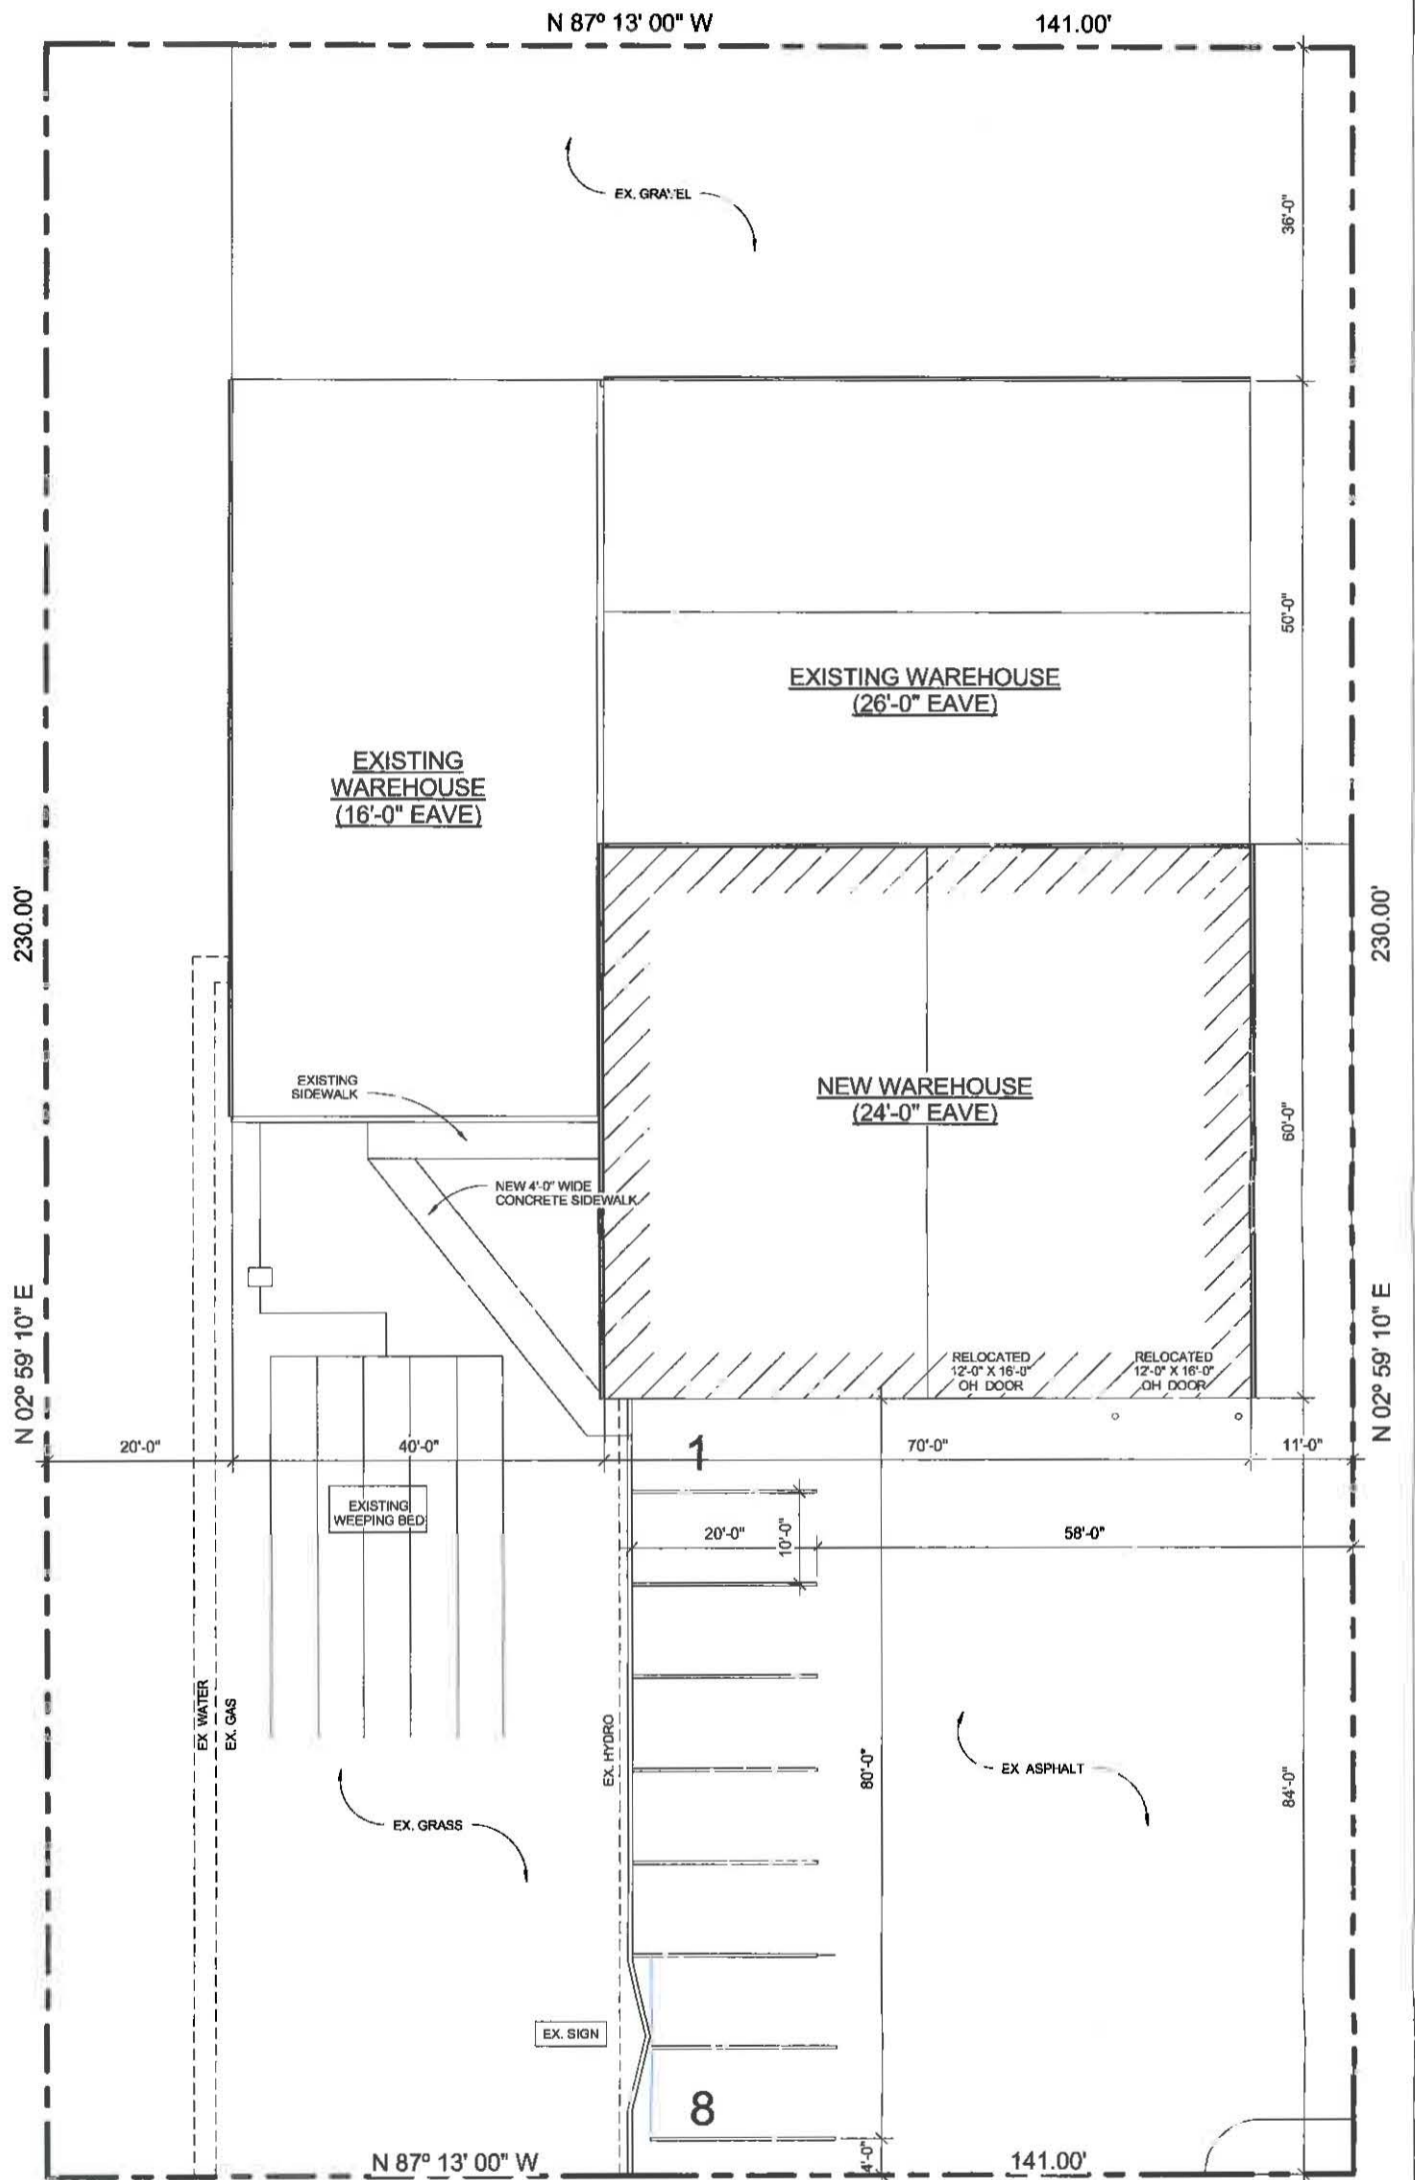 N 87° 13' 00" W
141.00'
EX. GRAVEL
36'-0"
50'-0"
EXISTING WAREHOUSE
(26'-0" EAVE)
EXISTING
WAREHOUSE
(16'-0" EAVE)
230.00'
230.00'
EXISTING
SIDEWALK
NEW WAREHOUSE
(24'-0" EAVE)
60'-0"
NEW 4'-0" WIDE
CONCRETE SIDEWALK
N 02° 59' 10" E
N 02° 59' 10" E
RELOCATED
12'-0" X 16'-0"
OH DOOR
RELOCATED
12'-0" X 16'-0"
OH DOOR
20'-0"
40'-0"
1
70'-0"
11'-0"
EXISTING
WEEPING BED
20'-0"
10'-0"
58'-0"
EX WATER
EX. GAS
EX. HYDRO
80'-0"
EX ASPHALT
84'-0"
EX. GRASS
EX. SIGN
8
4'-0"
N 87° 13' 00" W
141.00'